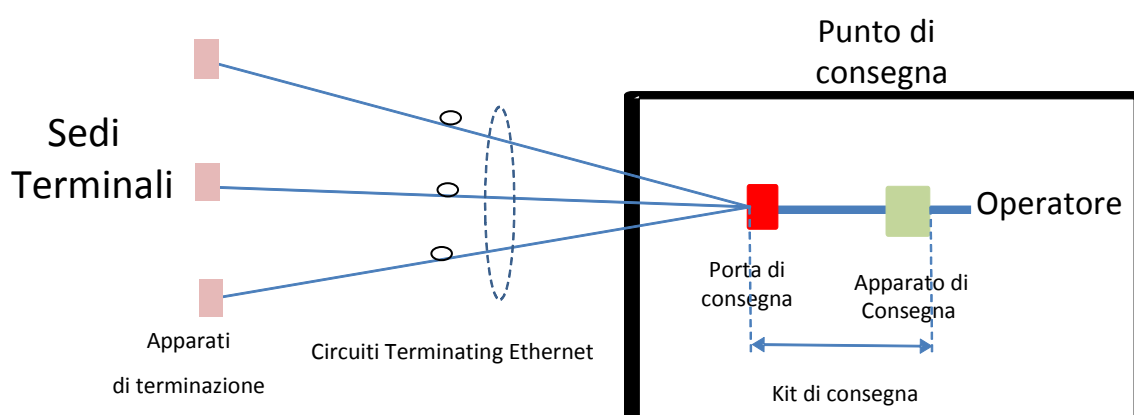 Punto di
consegna
Sedi
Terminali
Operatore
Porta di
consegna
Apparato di
Consegna
Apparati
di terminazione
Circuiti Terminating Ethernet
Kit di consegna